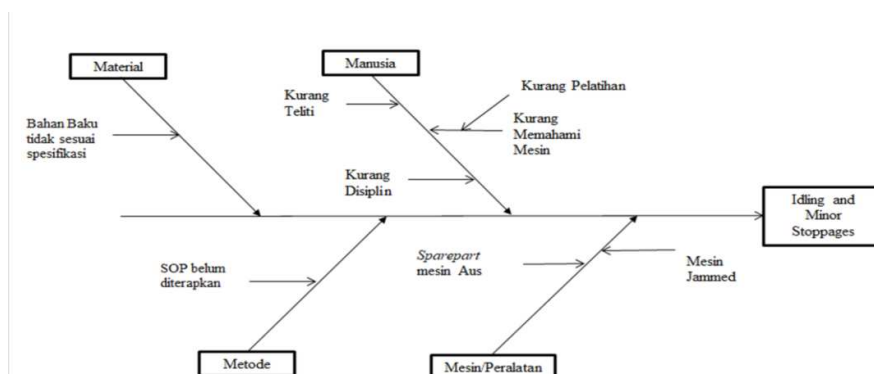 Material
Manusia
Kurang
Teliti
Kurang Pelatihan
Bahan Baku
tidak sesuai
spesifikasi
Kurang
Memahami
Mesin
Kurang
Disiplin
Idling and
Minor
Stoppages
SOP belum
diterapkan
Sparepart
mesin Aus
Mesin
Jammed
Metode
Mesin/Peralatan